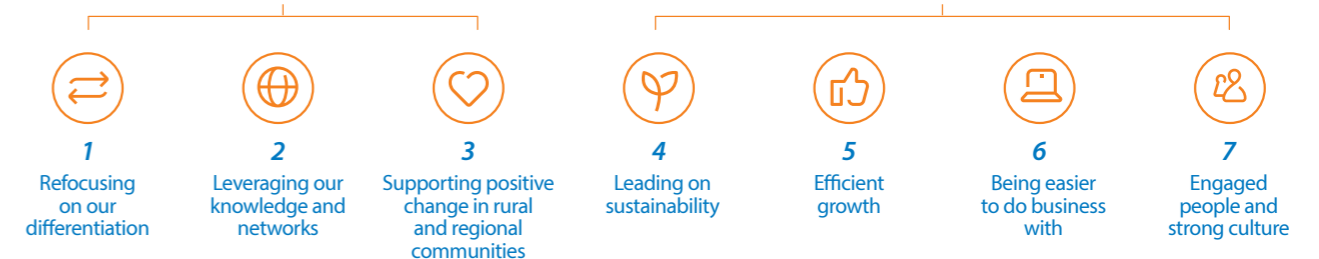 1
Refocusing
on our
differentiation
2
Leveraging our
knowledge and
networks
3
Supporting positive
change in rural
and regional
communities
4
Leading on
sustainability
5
Efficient
growth
6
Being easier
to do business
with
7
Engaged
people and
strong culture